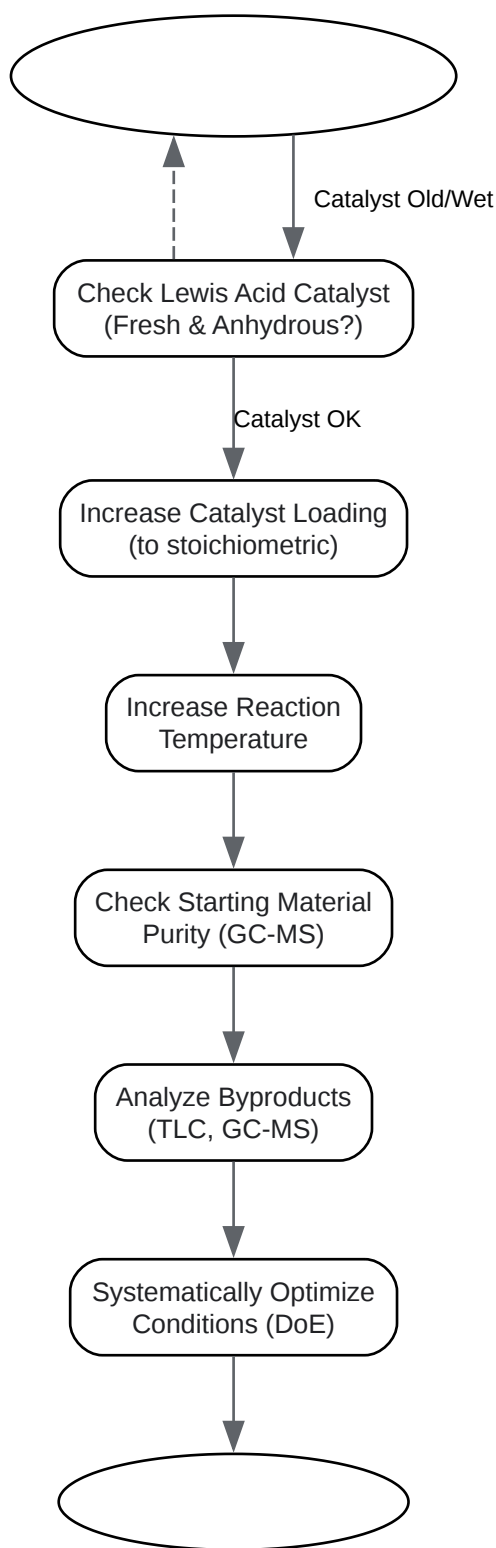 Catalyst Old/Wet
Check Lewis Acid Catalyst
(Fresh & Anhydrous?)
Catalyst OK
Increase Catalyst Loading
(to stoichiometric)
Increase Reaction
Temperature
Check Starting Material
Purity (GC-MS)
Analyze Byproducts
(TLC, GC-MS)
Systematically Optimize
Conditions (DoE)